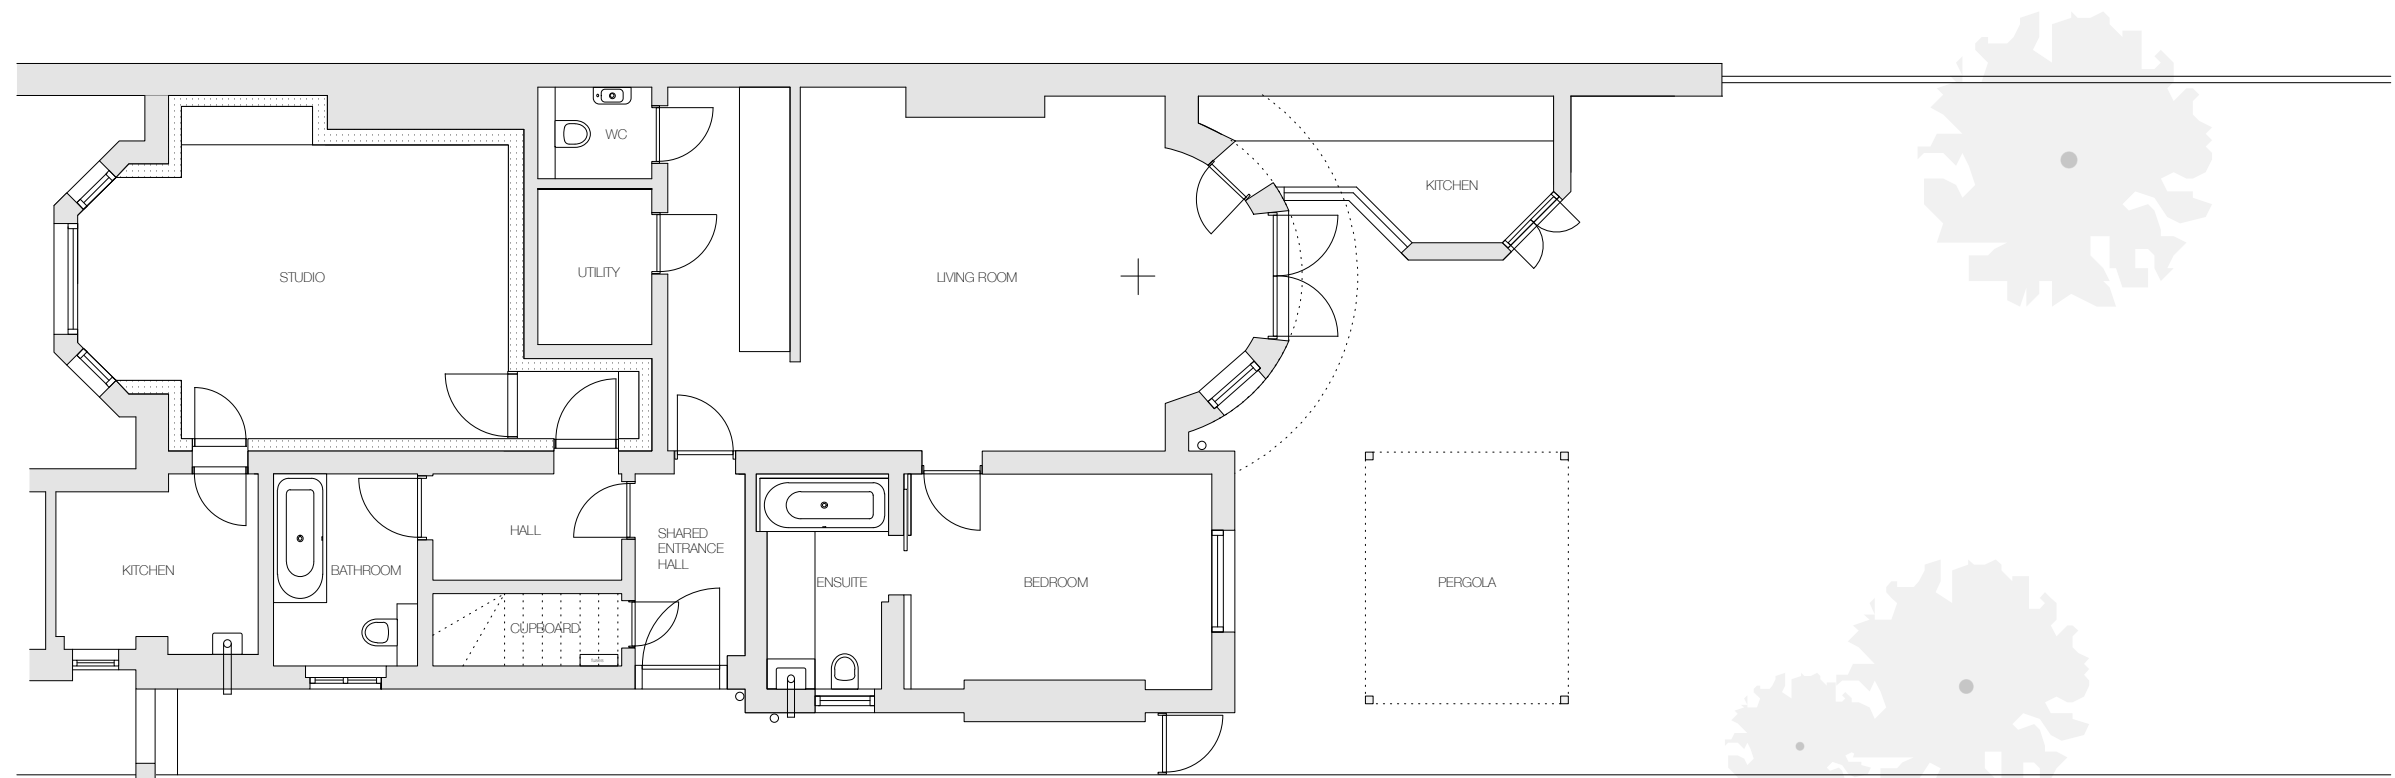 WC
KITCHEN
UTILITY
STUDIO
LIVING ROOM
HALL
SHARED
ENTRANCE
HALL
KITCHEN
BATHROOM
ENSUITE
BEDROOM
PERGOLA
CUPBOARD